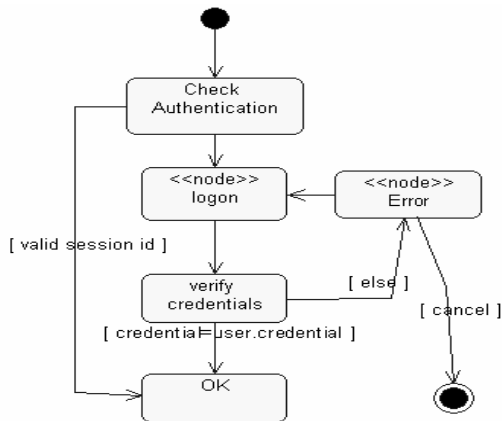 Check
Authentication
<<node>>
logon
<<node>>
Error
[ valid session id ]
verify
credentials
[ else ]
[ cancel ]
[ credential=user.credential ]
OK